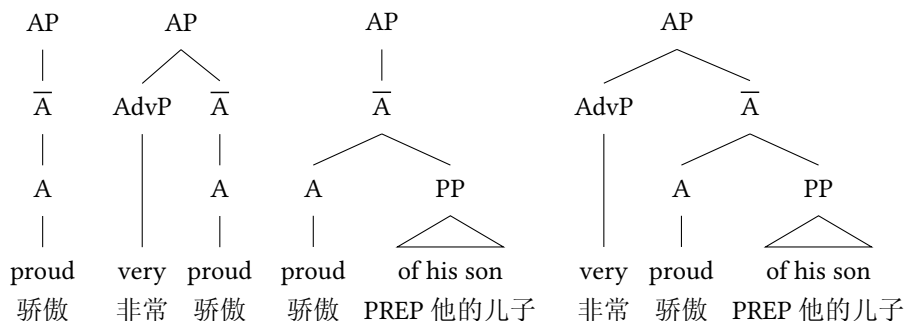 AP AP AP AP
A̅ AdvP A̅ A̅ AdvP A̅
A A A PP A PP
proud very proud proud of his son very proud of his son
骄傲 非常 骄傲 骄傲 PREP 他的儿子 非常 骄傲 PREP 他的儿子